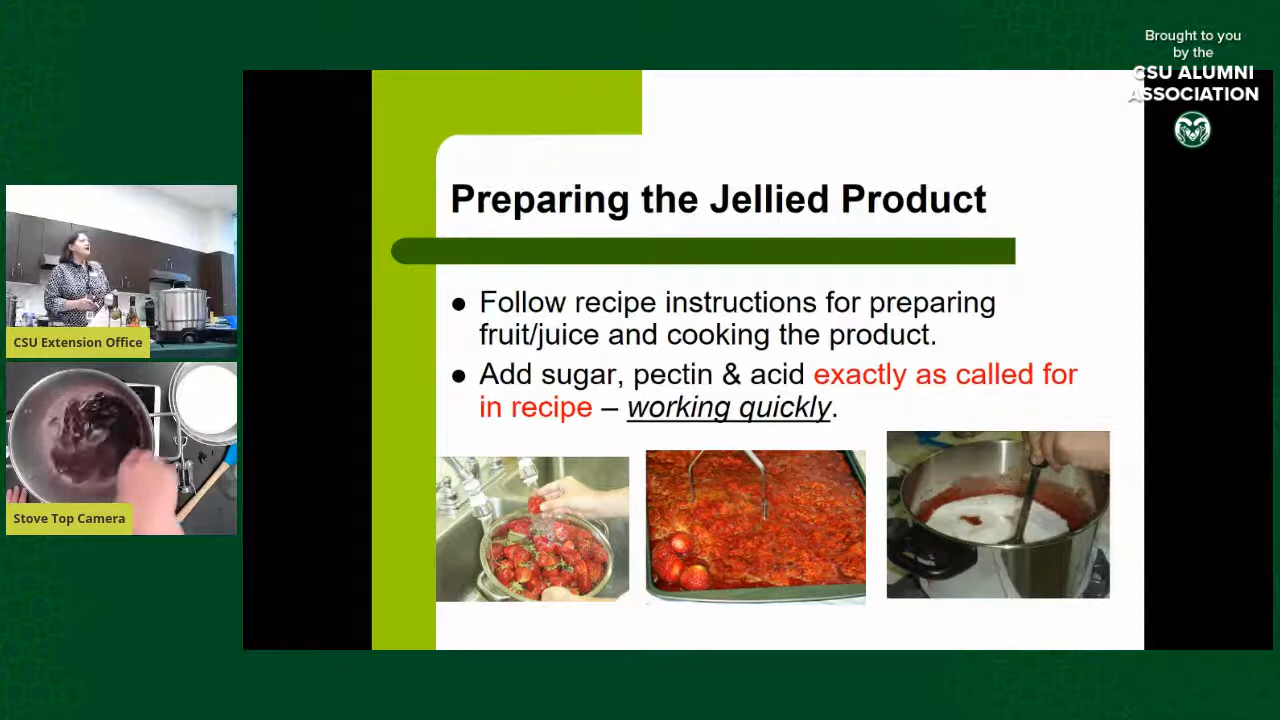 Brought to you
by the
CSU ALUMNI
ASSOCIATION
Preparing the Jellied Product
● Follow recipe instructions for preparing
fruit/juice and cooking the product.
● Add sugar, pectin & acid exactly as called for
in recipe – working quickly.
CSU Extension Office
Stove Top Camera